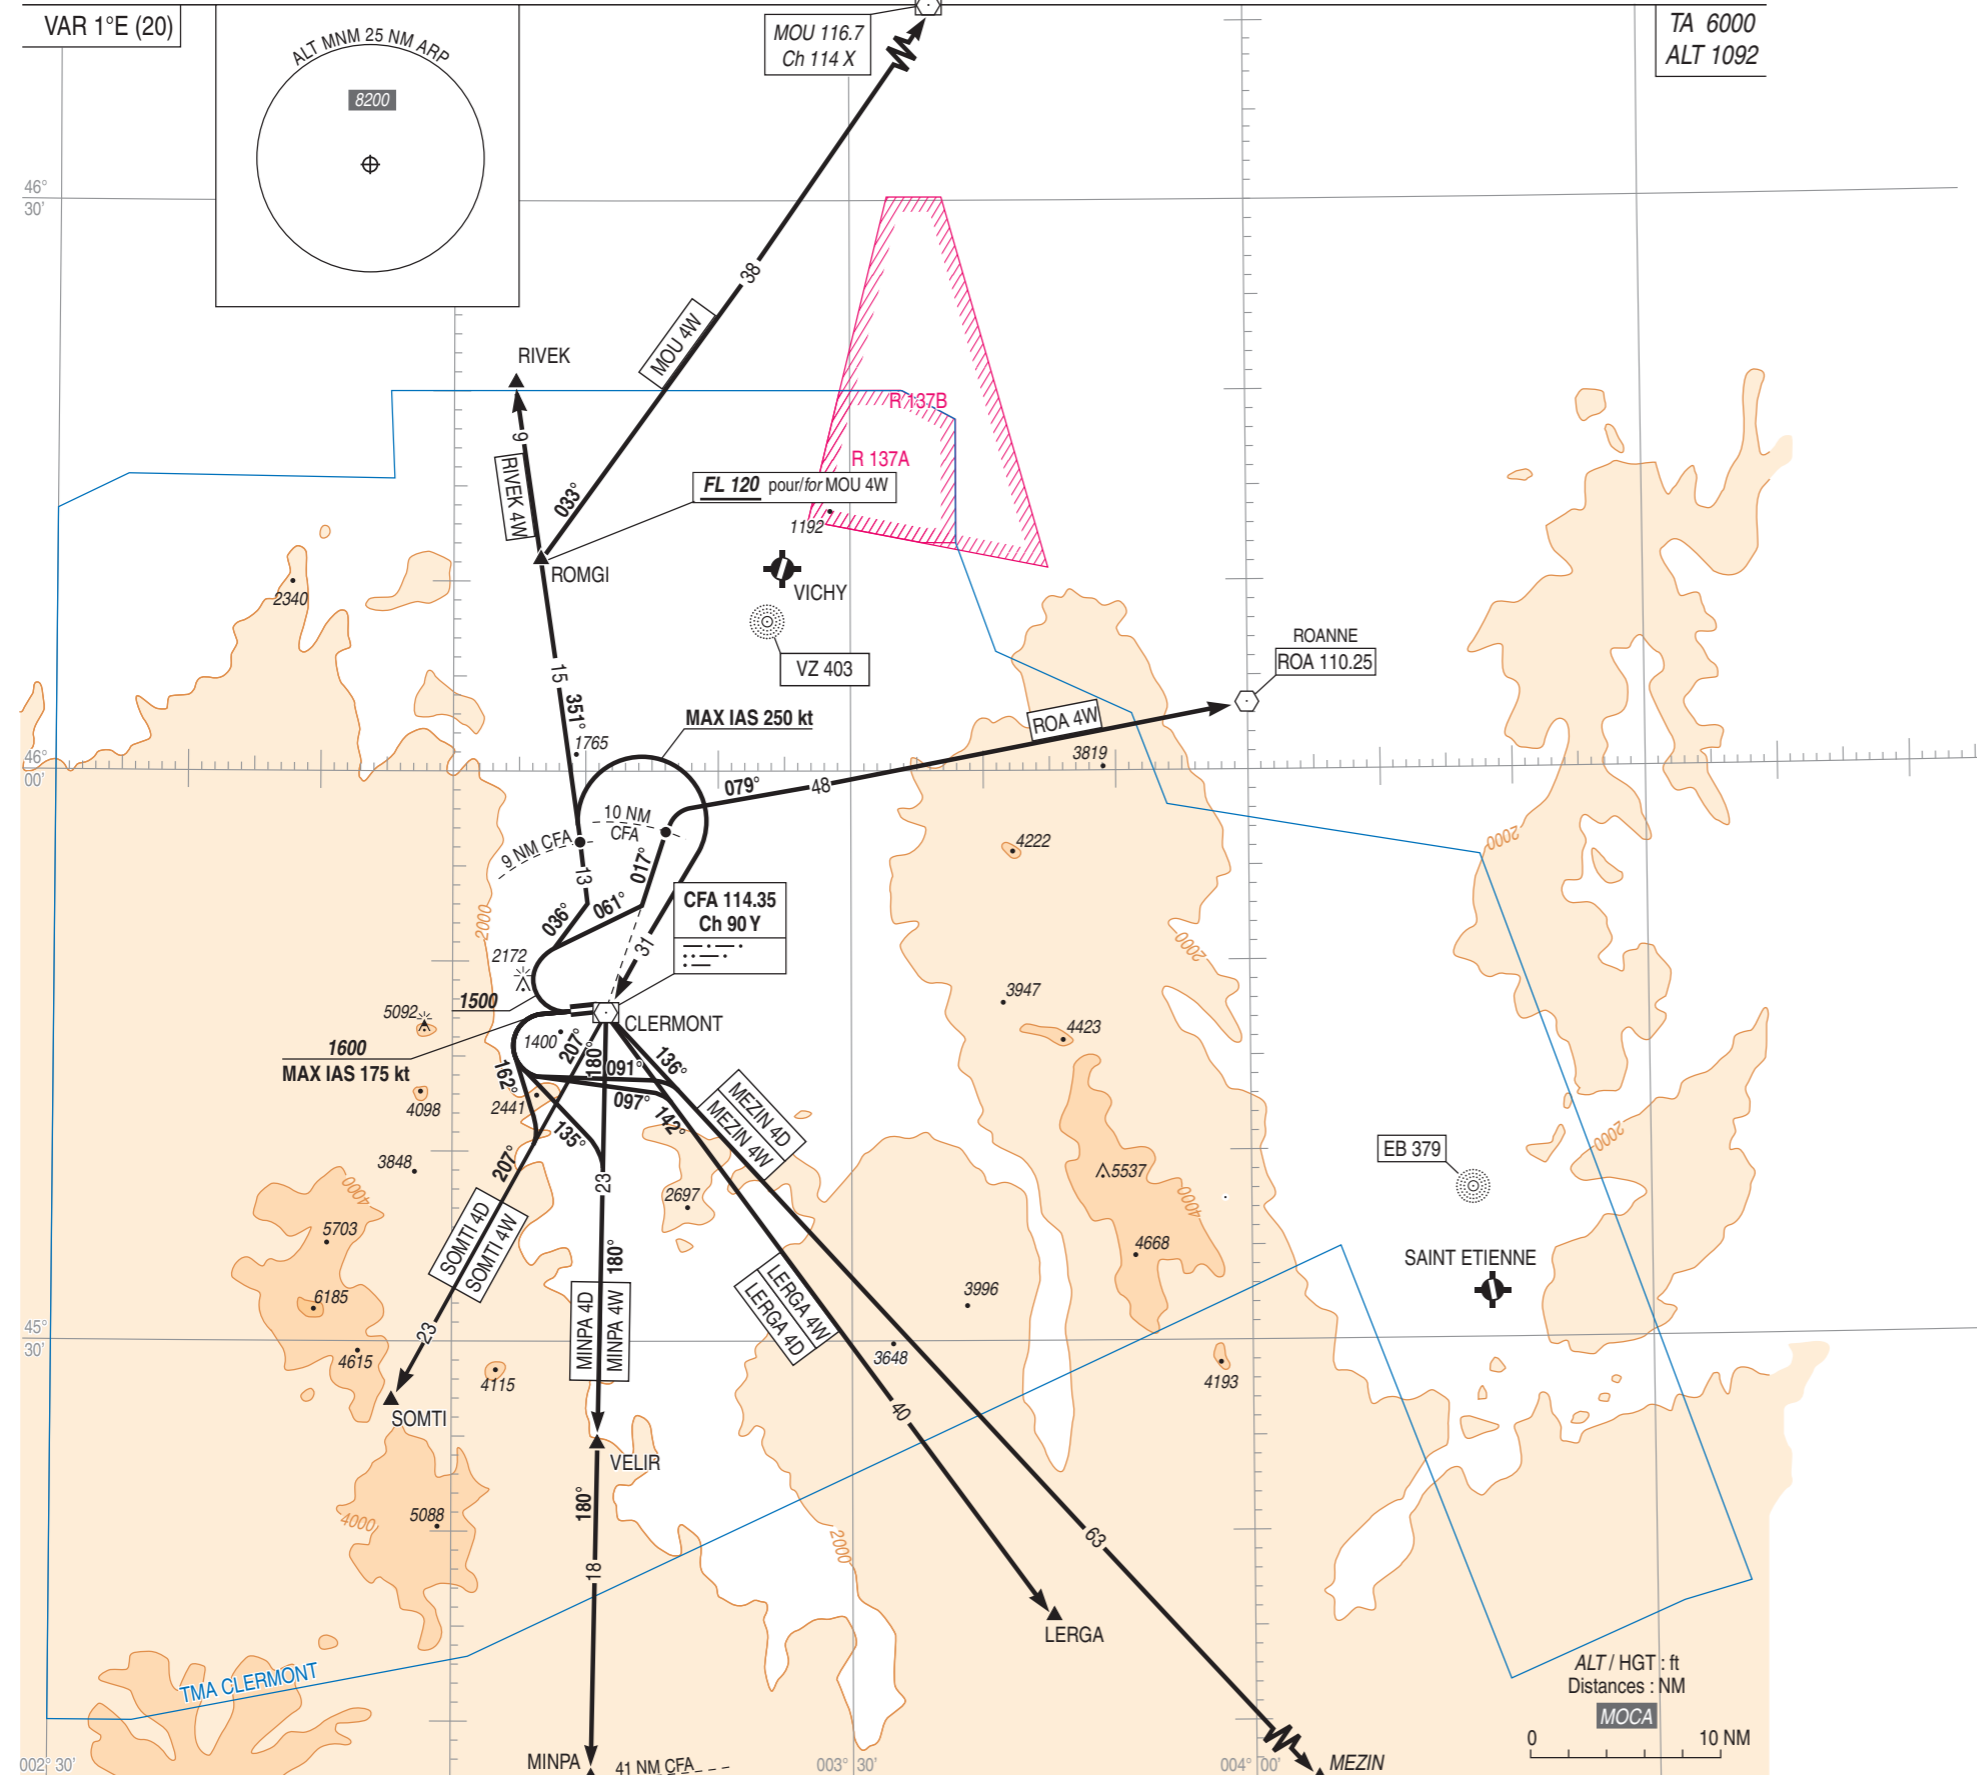 VAR 1°E (20)
ALT MNM 25 NM ARP
8200
MOU 116.7
Ch 114 X
TA 6000
ALT 1092
46°
30'
38
MOU 4W
RIVEK
9
RIVEK 4W
033°
R 137B
R 137A
FL 120 pour/for MOU 4W
1192
ROMGI
VICHY
2340
VZ 403
ROANNE
ROA 110.25
15
351°
1765
MAX IAS 250 kt
ROA 4W
3819
46°
00'
079°
48
10 NM
CFA
9 NM CFA
4222
2000
13
017°
036°
061°
CFA 114.35
Ch 90 Y
2000
31
2000
2172
1500
3947
5092
CLERMONT
4423
1400
1600
MAX IAS 175 kt
207°
180°
091°
136°
162°
097°
142°
4098
2441
135°
MEZIN 4D
MEZIN 4W
2000
EB 379
3848
207°
23
5537
4000
2697
4000
5703
SOMTI 4D
SOMTI 4W
180°
4668
SAINT ETIENNE
6185
MINPA 4D
MINPA 4W
LERGA 4W
LERGA 4D
3996
45°
30'
23
4615
3648
4115
4193
SOMTI
40
VELIR
180°
5088
4000
2000
63
18
LERGA
TMA CLERMONT
ALT / HGT : ft
Distances : NM
MOCA
0 10 NM
002° 30'
MINPA
41 NM CFA
003° 30'
004° 00'
MEZIN